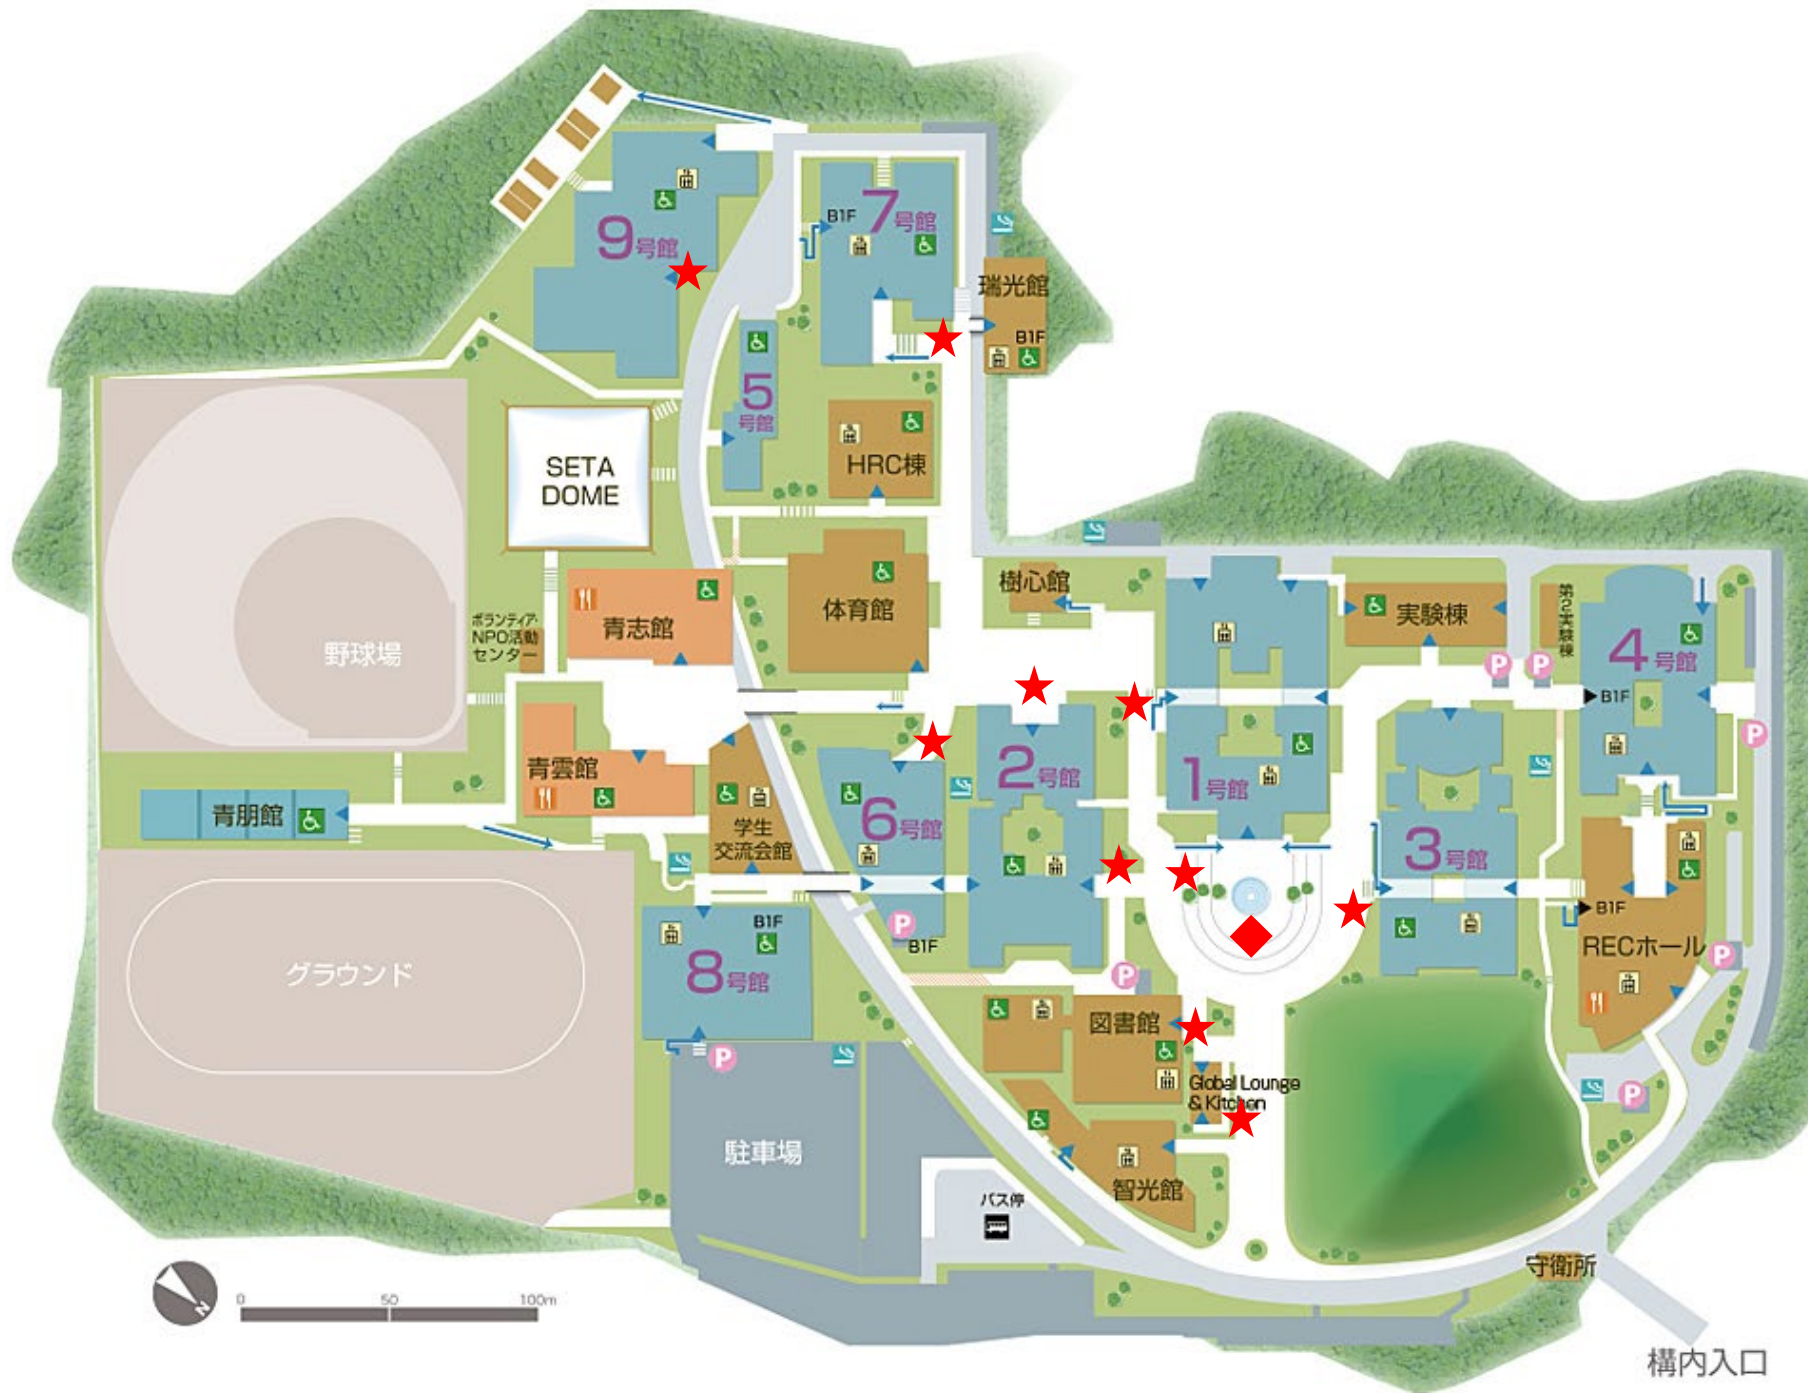 9号館
B1F
7号館
瑞光館
B1F
5
号館
HRC棟
SETA
DOME
樹心館
実験棟
第2実験棟
4号館
B1F
ボランティア・
NPO活動
センター
青志館
体育館
野球場
青雲館
2号館
1号館
青朋館
学生
交流会館
6号館
3号館
B1F
B1F
B1F
グラウンド
8号館
図書館
RECホール
Global Lounge
& Kitchen
駐車場
智光館
バス停
守衛所
N
0 50 100m
構内入口
P
P
P
P
P
P
P
P